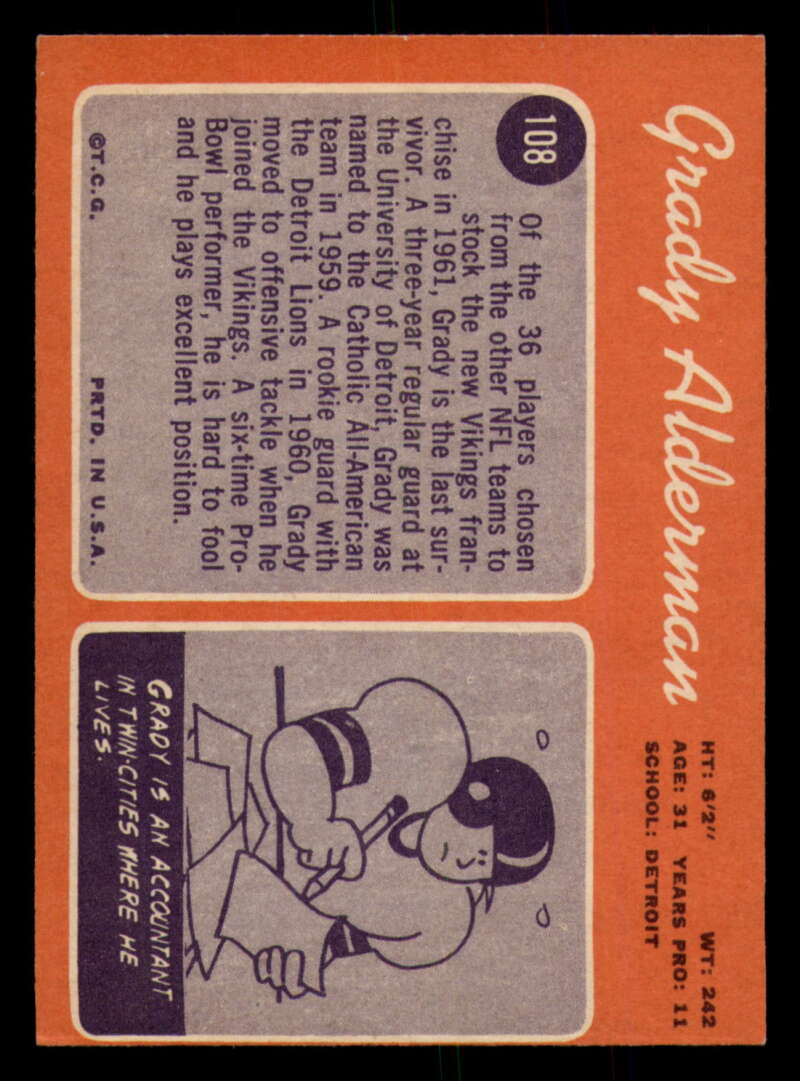 Grady Alderman
HT: 6'2" WT: 242
AGE: 31 YEARS PRO: 11
SCHOOL: DETROIT
108
Of the 36 players chosen
from the other NFL teams to
stock the new Vikings fran-
chise in 1961, Grady is the last sur-
vivor. A three-year regular guard at
the University of Detroit, Grady was
named to the Catholic All-American
team in 1959. A rookie guard with
the Detroit Lions in 1960, Grady
moved to offensive tackle when he
joined the Vikings. A six-time Pro-
Bowl performer, he is hard to fool
and he plays excellent position.
©T.C.G. PRTD. IN U.S.A.
GRADY IS AN ACCOUNTANT
IN TWIN-CITIES WHERE HE
LIVES.